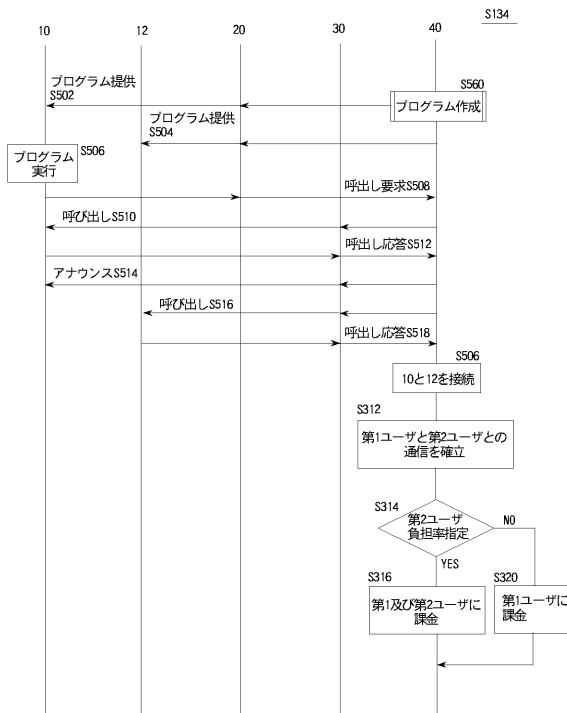 S134
10
12
20
30
40
S560
プログラム提供
S502
プログラム作成
プログラム提供
S504
S506
プログラム
実行
呼出し要求S508
呼び出しS510
呼出し応答S512
アナウンスS514
呼び出しS516
呼出し応答S518
S506
10と12を接続
S312
第1ユーザと第2ユーザとの
通信を確立
S314
第2ユーザ
負担率指定
NO
YES
S316
第1及び第2ユーザに
課金
S320
第1ユーザに
課金